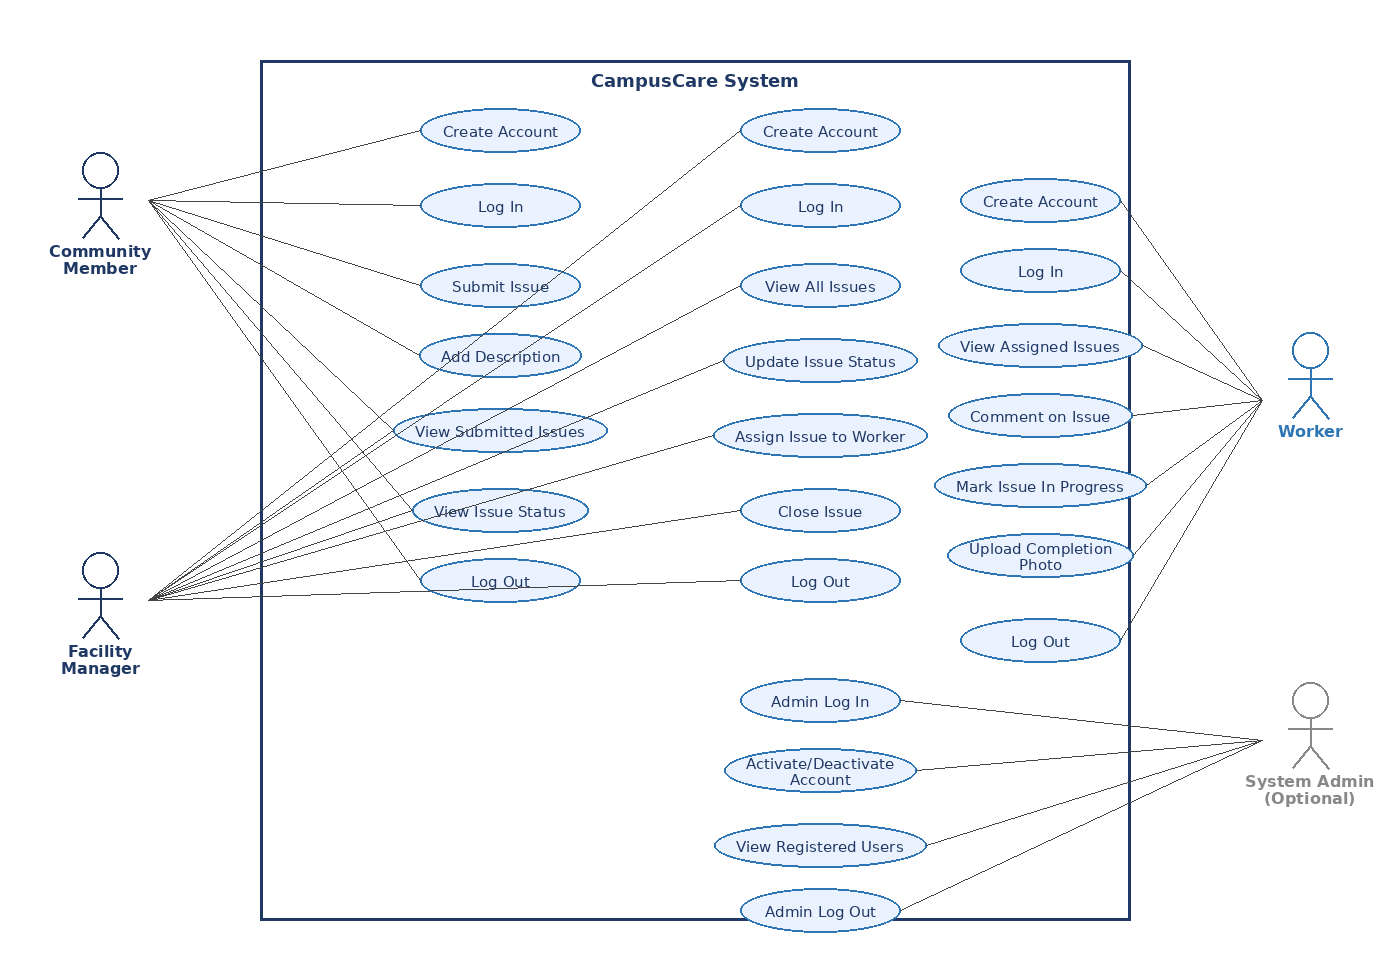 CampusCare System
Community
Member
Facility
Manager
Create Account
Log In
Submit Issue
Add Description
View Submitted Issues
View Issue Status
Log Out
Create Account
Log In
View All Issues
Update Issue Status
Assign Issue to Worker
Close Issue
Log Out
Admin Log In
Activate/Deactivate
Account
View Registered Users
Admin Log Out
Create Account
Log In
View Assigned Issues
Comment on Issue
Mark Issue In Progress
Upload Completion
Photo
Log Out
Worker
System Admin
(Optional)